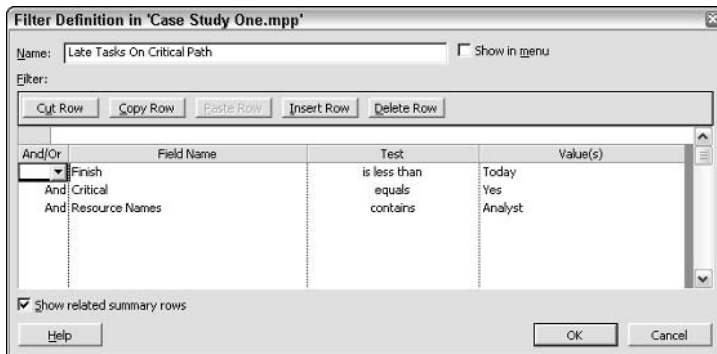 Filter Definition in 'Case Study One.mpp'
Name: Late Tasks On Critical Path Show in menu
Filter:
Cut Row Copy Row Paste Row Insert Row Delete Row
And/Or Field Name Test Value(s)
Finish is less than Today
And Critical equals Yes
And Resource Names contains Analyst
Show related summary rows
Help OK Cancel